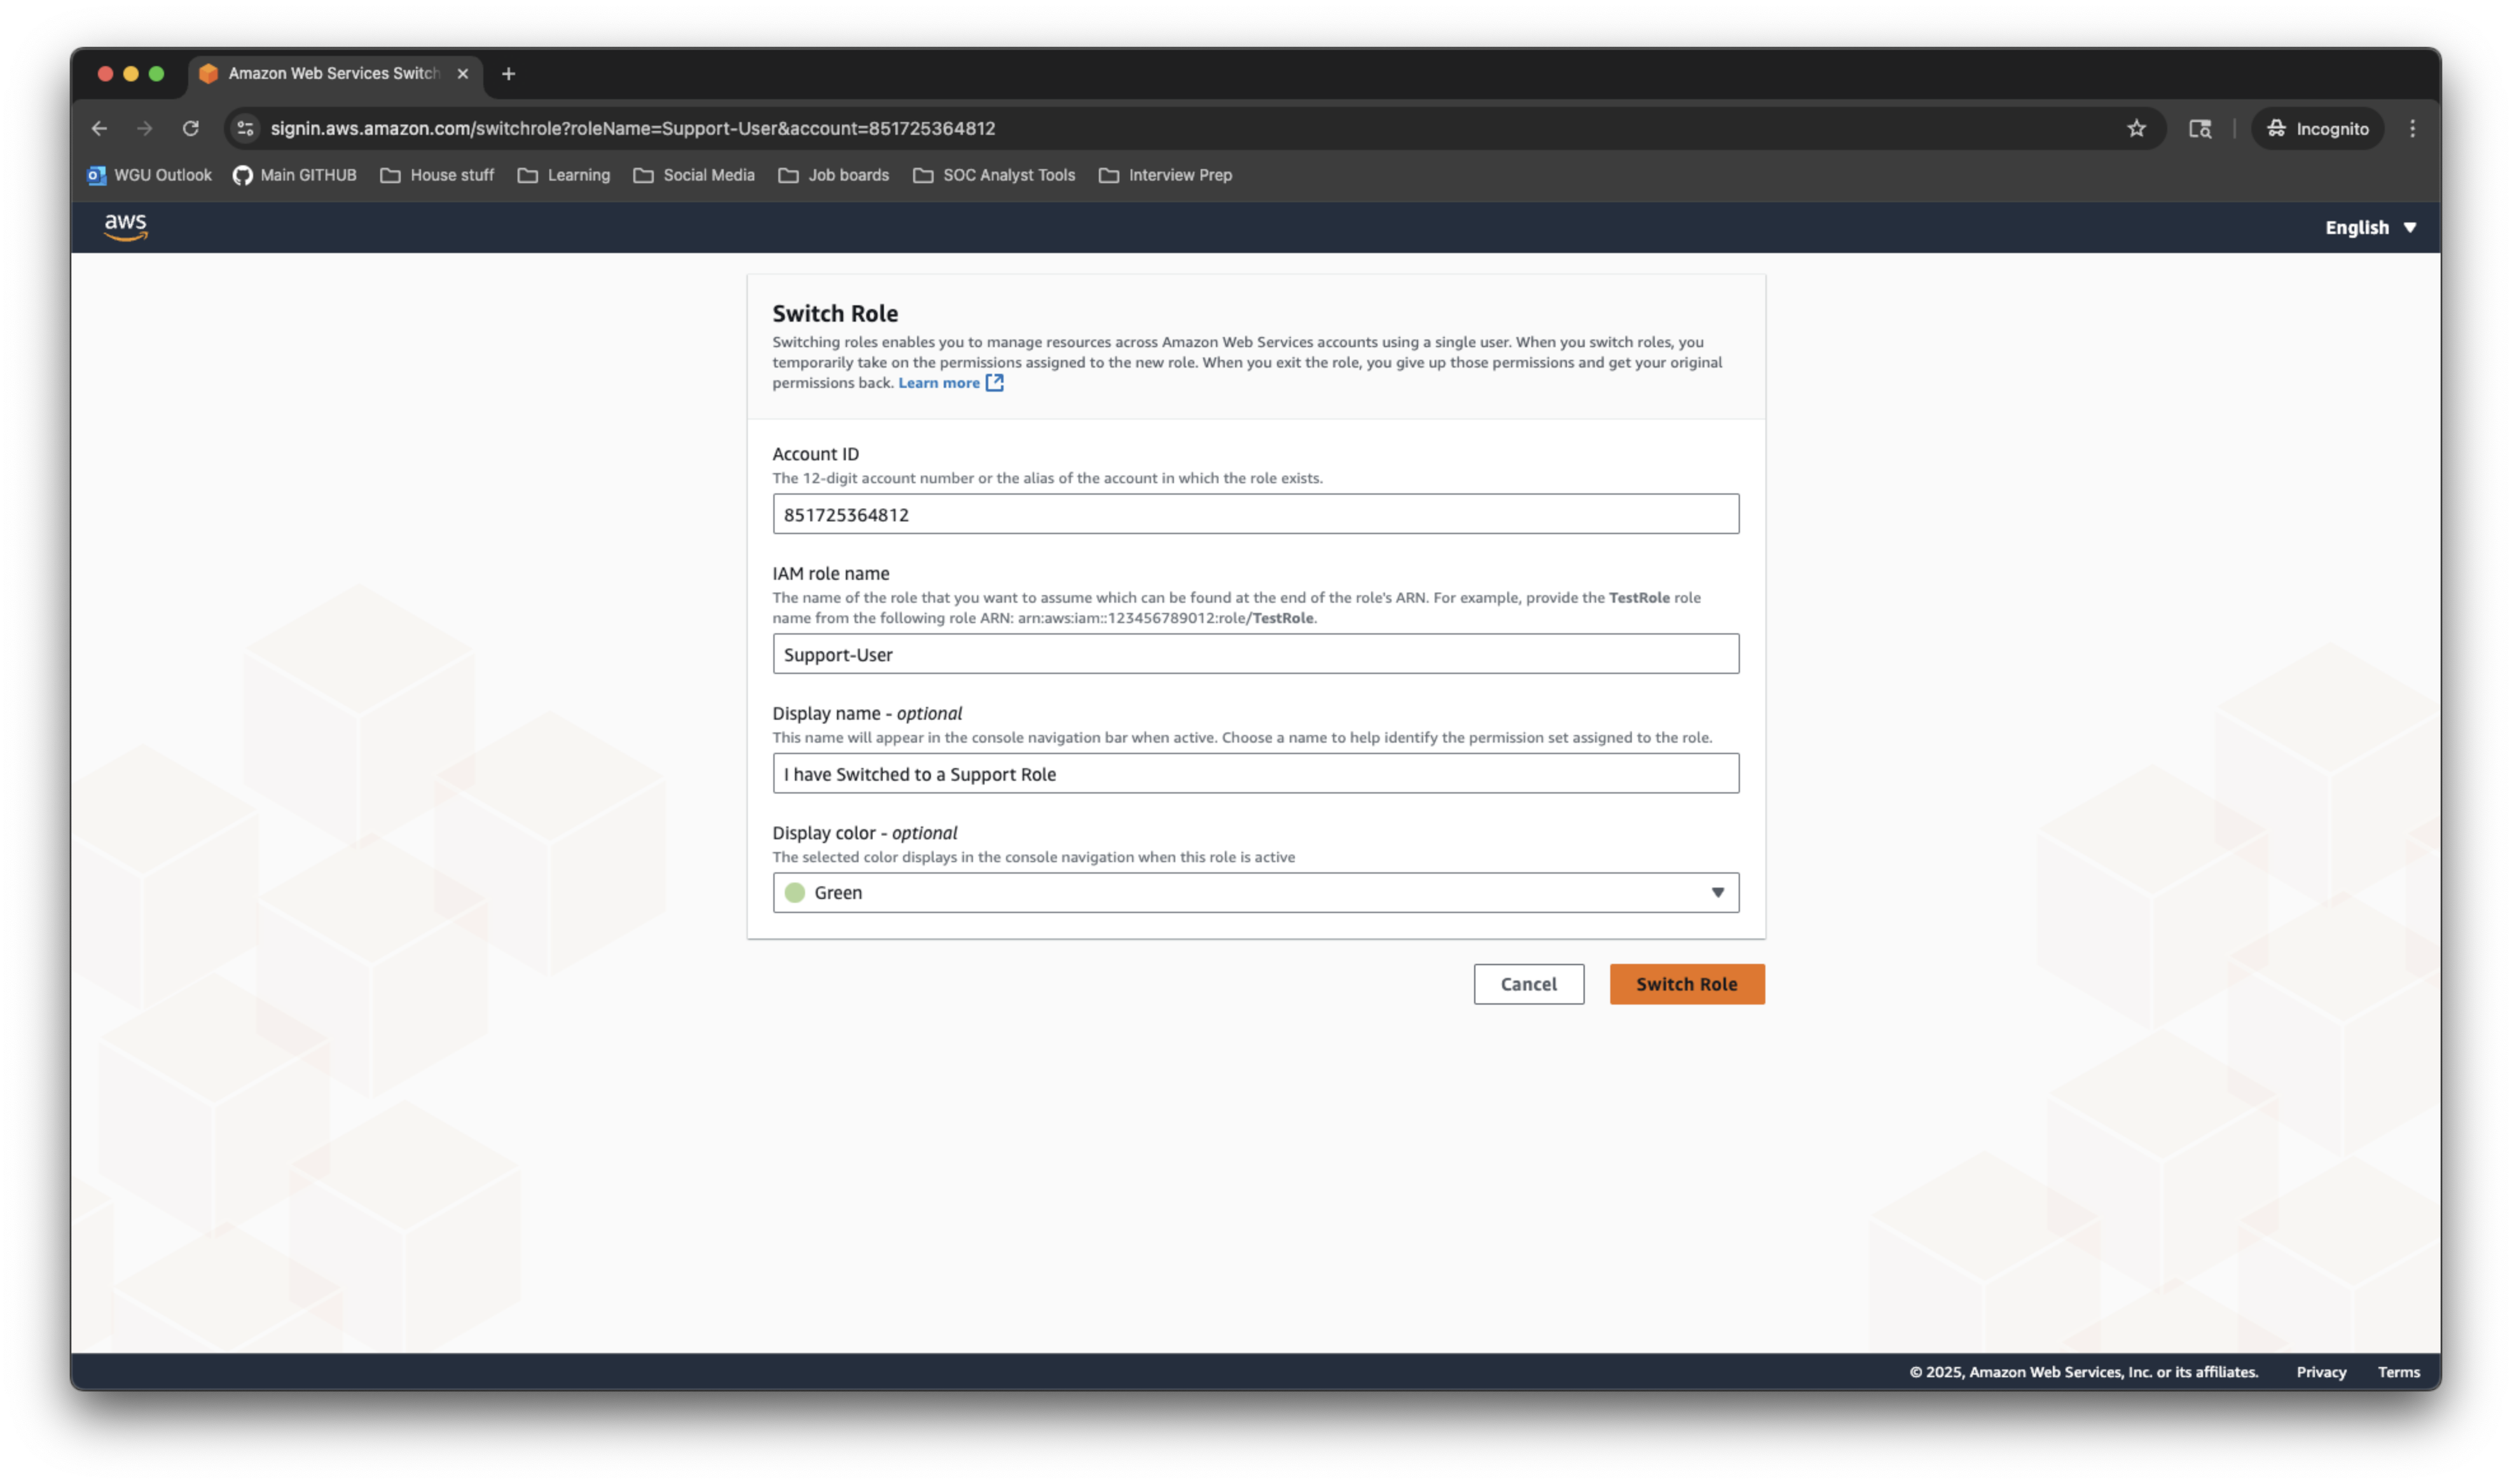 Amazon Web Services Switch
signin.aws.amazon.com/switchrole?roleName=Support-User&account=851725364812
Incognito
WGU Outlook
Main GITHUB
House stuff
Learning
Social Media
Job boards
SOC Analyst Tools
Interview Prep
aws
English
Switch Role
Switching roles enables you to manage resources across Amazon Web Services accounts using a single user. When you switch roles, you
temporarily take on the permissions assigned to the new role. When you exit the role, you give up those permissions and get your original
permissions back. Learn more
Account ID
The 12-digit account number or the alias of the account in which the role exists.
851725364812
IAM role name
The name of the role that you want to assume which can be found at the end of the role's ARN. For example, provide the TestRole role
name from the following role ARN: arn:aws:iam::123456789012:role/TestRole.
Support-User
Display name - optional
This name will appear in the console navigation bar when active. Choose a name to help identify the permission set assigned to the role.
I have Switched to a Support Role
Display color - optional
The selected color displays in the console navigation when this role is active
Green
Cancel
Switch Role
© 2025, Amazon Web Services, Inc. or its affiliates.
Privacy
Terms